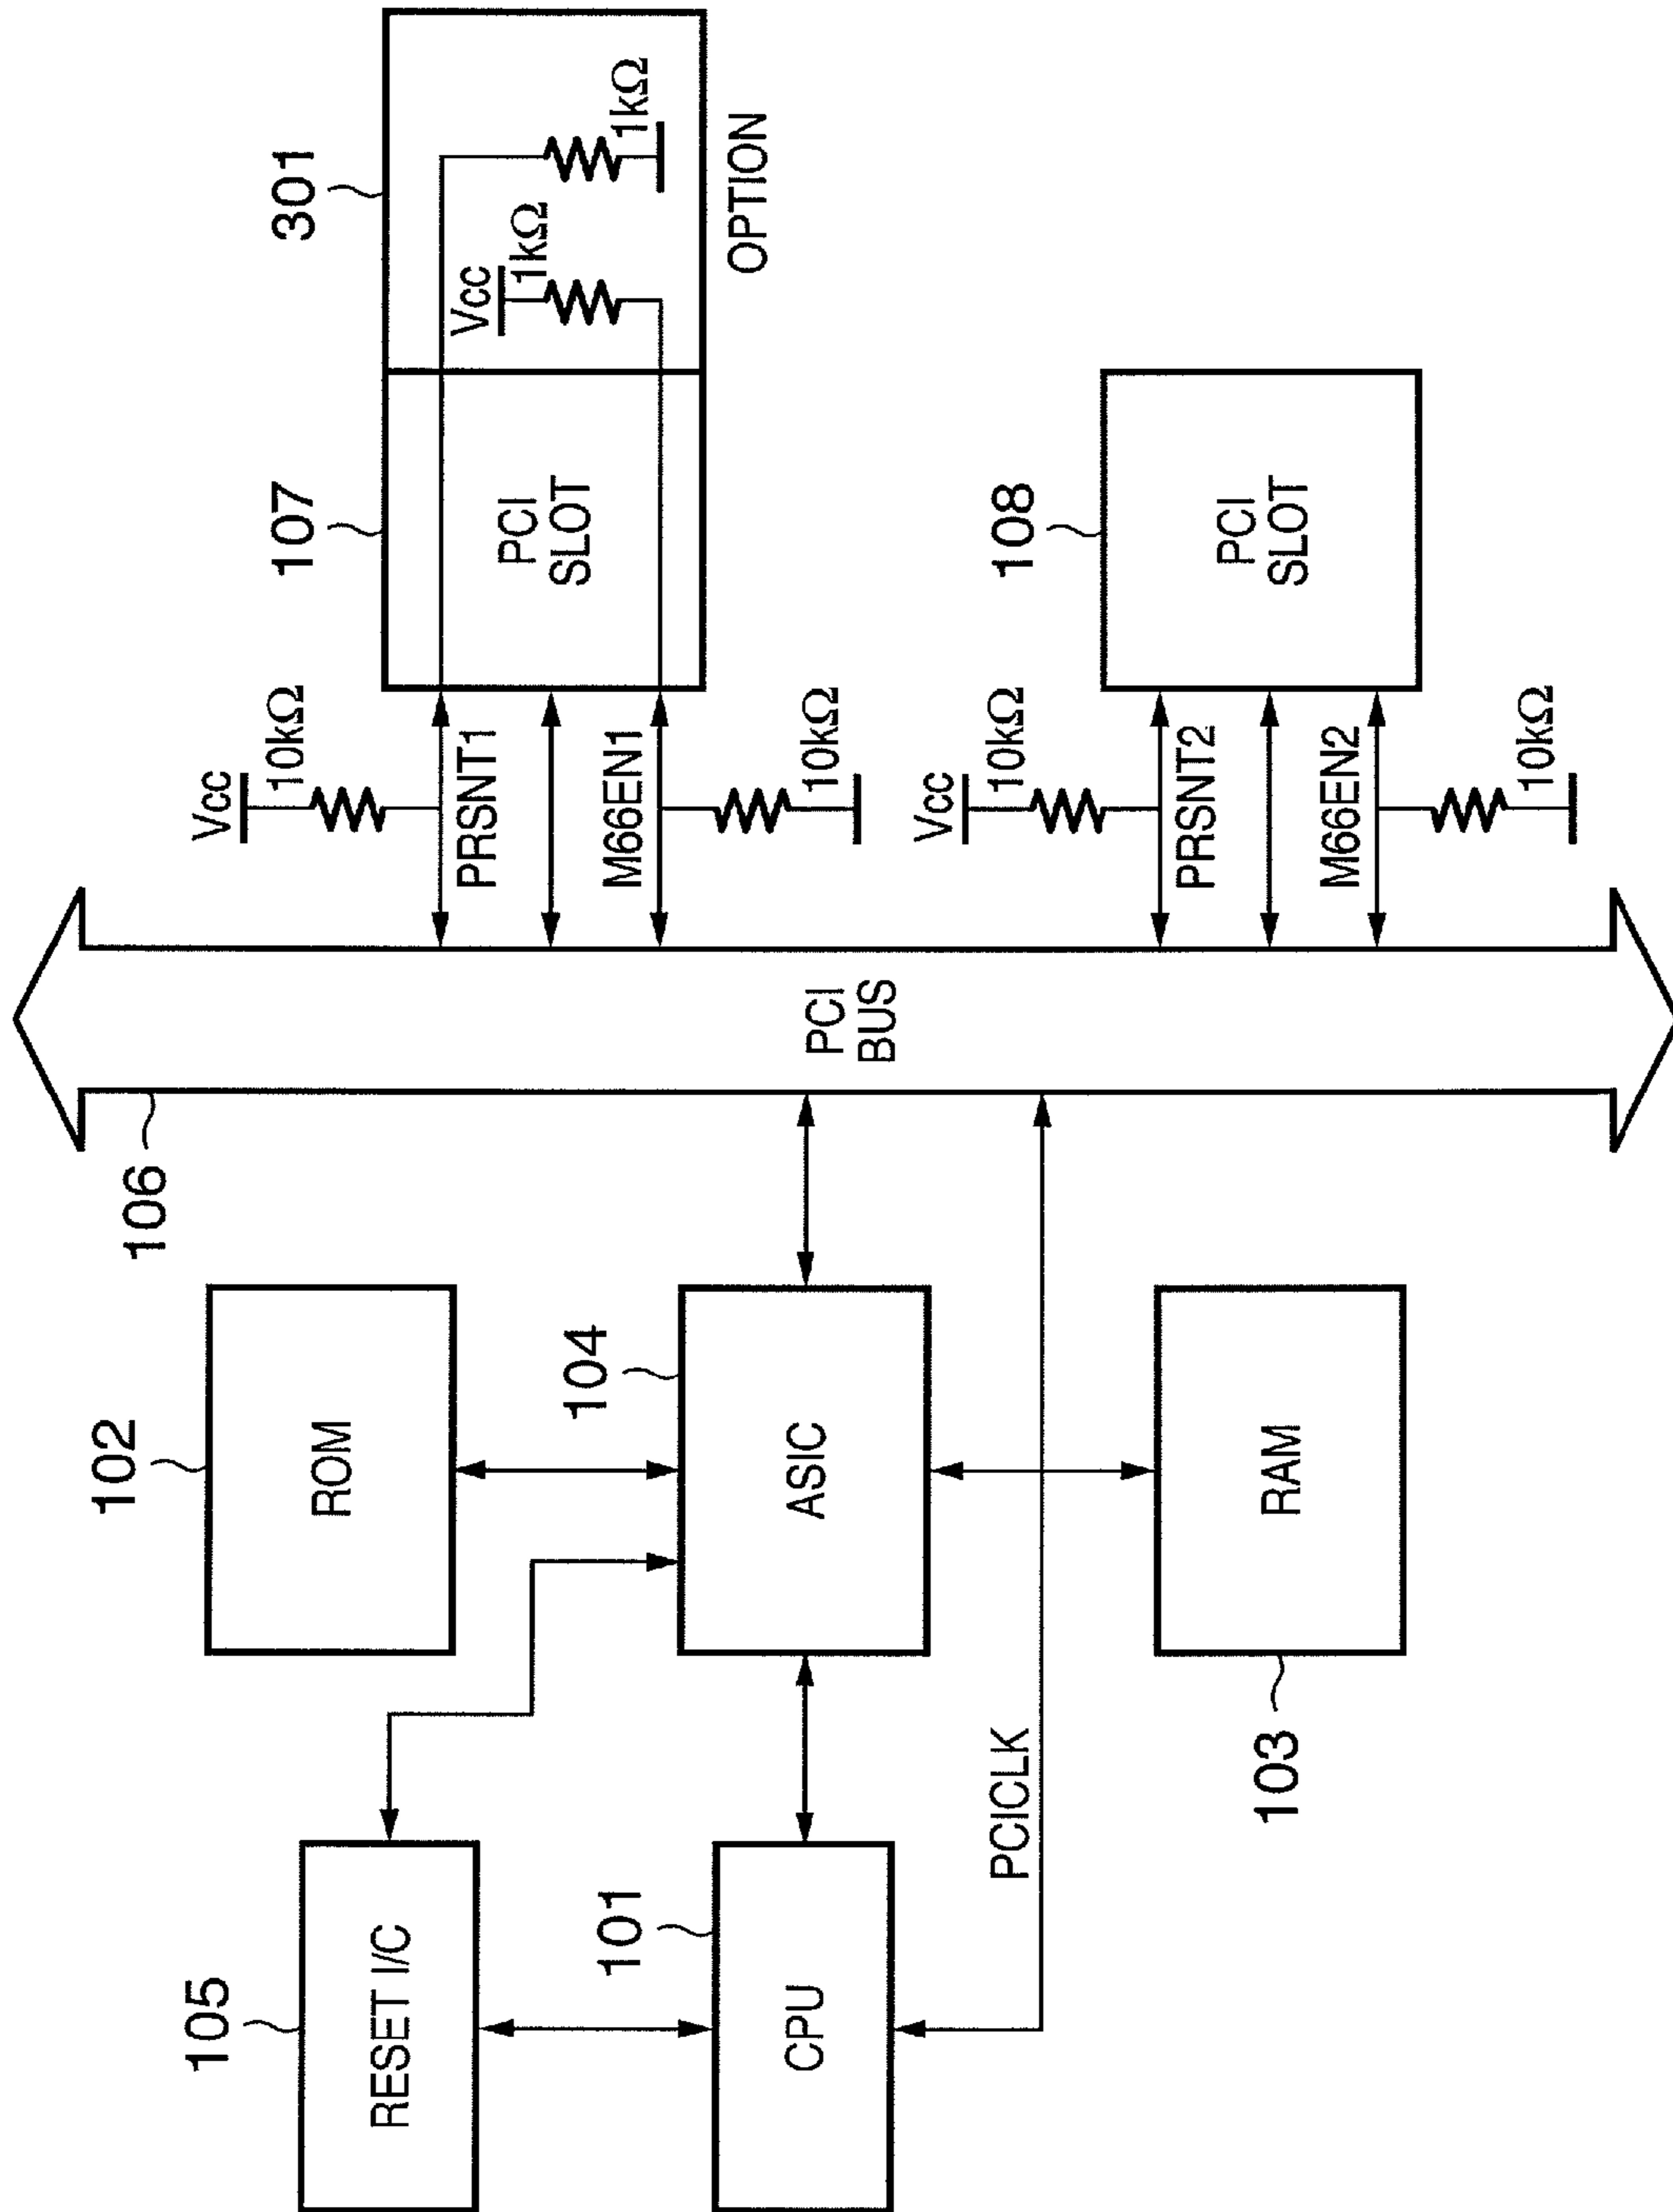 105
RESET I/C
102
ROM
106
Vcc
10kΩ
PRSNT1
107
PCI
SLOT
301
Vcc
1kΩ
1kΩ
OPTION
M66EN1
10kΩ
101
CPU
104
ASIC
PCI
BUS
PCICLK
103
RAM
Vcc
10kΩ
PRSNT2
108
PCI
SLOT
M66EN2
10kΩ